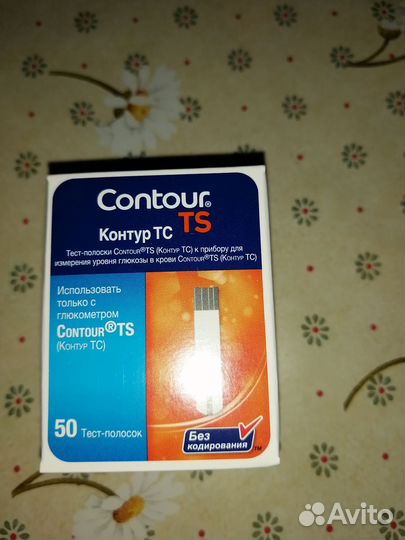 Contour®
TS
Контур ТС
Тест-полоски Contour®TS (Контур ТС) к прибору для
измерения уровня глюкозы в крови Contour®TS (Контур ТС)
Использовать
только с
глюкометром
Contour®TS
(Контур ТС)
50 Тест-полосок
Без
кодирования
TM
Avito